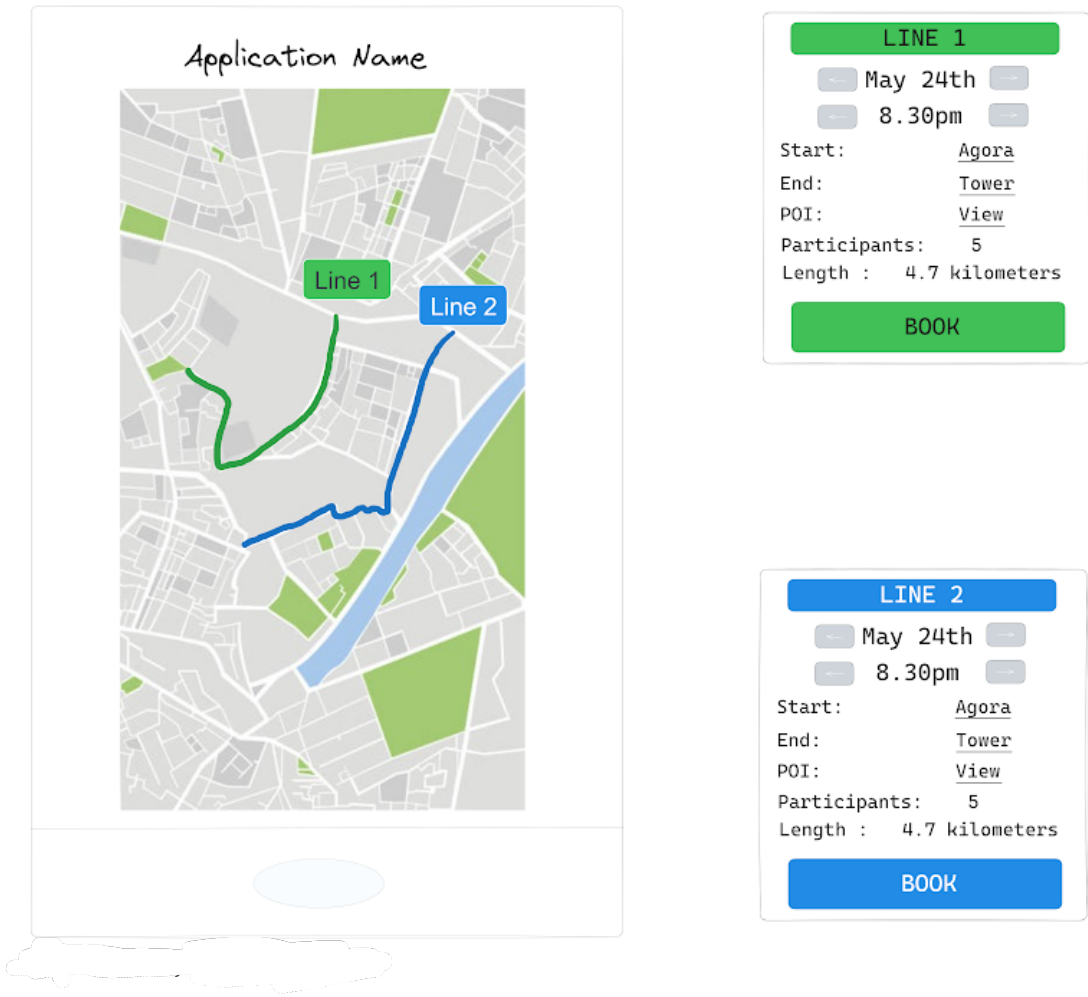 Application Name
Line 1
Line 2
LINE 1
← May 24th →
← 8.30pm →
Start: Agora
End: Tower
POI: View
Participants: 5
Length : 4.7 kilometers
BOOK
LINE 2
← May 24th →
← 8.30pm →
Start: Agora
End: Tower
POI: View
Participants: 5
Length : 4.7 kilometers
BOOK